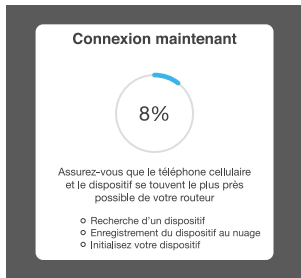 Connexion maintenant
8%
Assurez-vous que le téléphone cellulaire
et le dispositif se touvent le plus près
possible de votre routeur
Recherche d'un dispositif
Enregistrement du dispositif au nuage
Initialisez votre dispositif